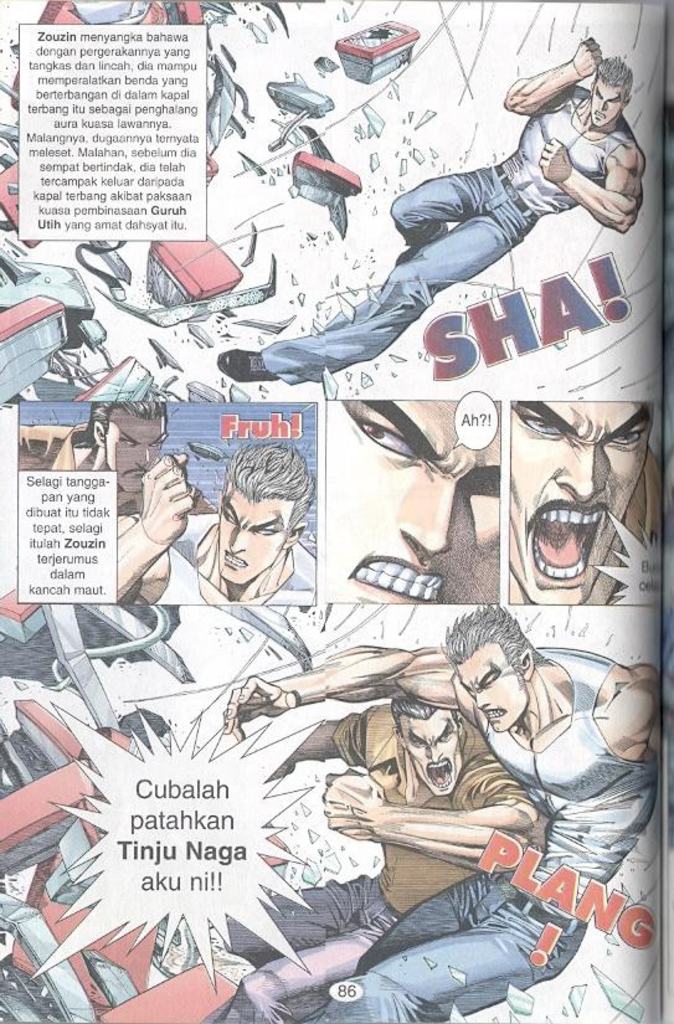 Zouzin menyangka bahawa
dengan pergerakannya yang
tangkas dan lincah, dia mampu
memperalatkan benda yang
berterbangan di dalam kapal
terbang itu sebagai penghalang
aura kuasa lawannya.
Malangnya, dugaannya ternyata
meleset. Malahan, sebelum dia
sempat bertindak, dia telah
tercampak keluar daripada
kapal terbang akibat paksaan
kuasa pembinasaan Guruh
Utih yang amat dahsyat itu.
SHA!
Fruh!
Selagi tangga-
pan yang
dibuat itu tidak
tepat, selagi
itulah Zouzin
terjerumus
dalam
kancah maut.
Ah?!
Cubalah
patahkan
Tinju Naga
aku ni!!
PLANG!
86